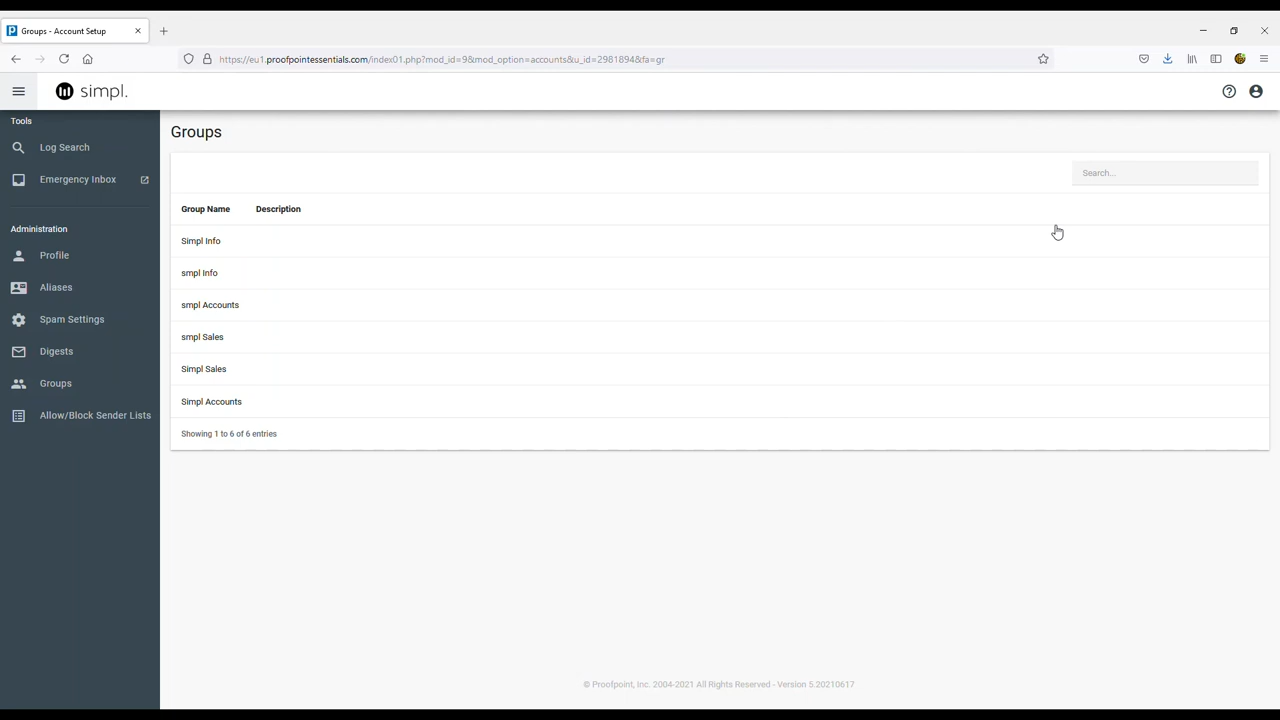 Groups - Account Setup
https://eu1.proofpointessentials.com/index01.php?mod_id=9&mod_option=accounts&u_id=2981894&fa=gr
simpl.
Tools
Log Search
Emergency Inbox
Administration
Profile
Aliases
Spam Settings
Digests
Groups
Allow/Block Sender Lists
Groups
Search...
Group Name Description
Simpl Info
smpl Info
smpl Accounts
smpl Sales
Simpl Sales
Simpl Accounts
Showing 1 to 6 of 6 entries
© Proofpoint, Inc. 2004-2021 All Rights Reserved - Version 5.20210617